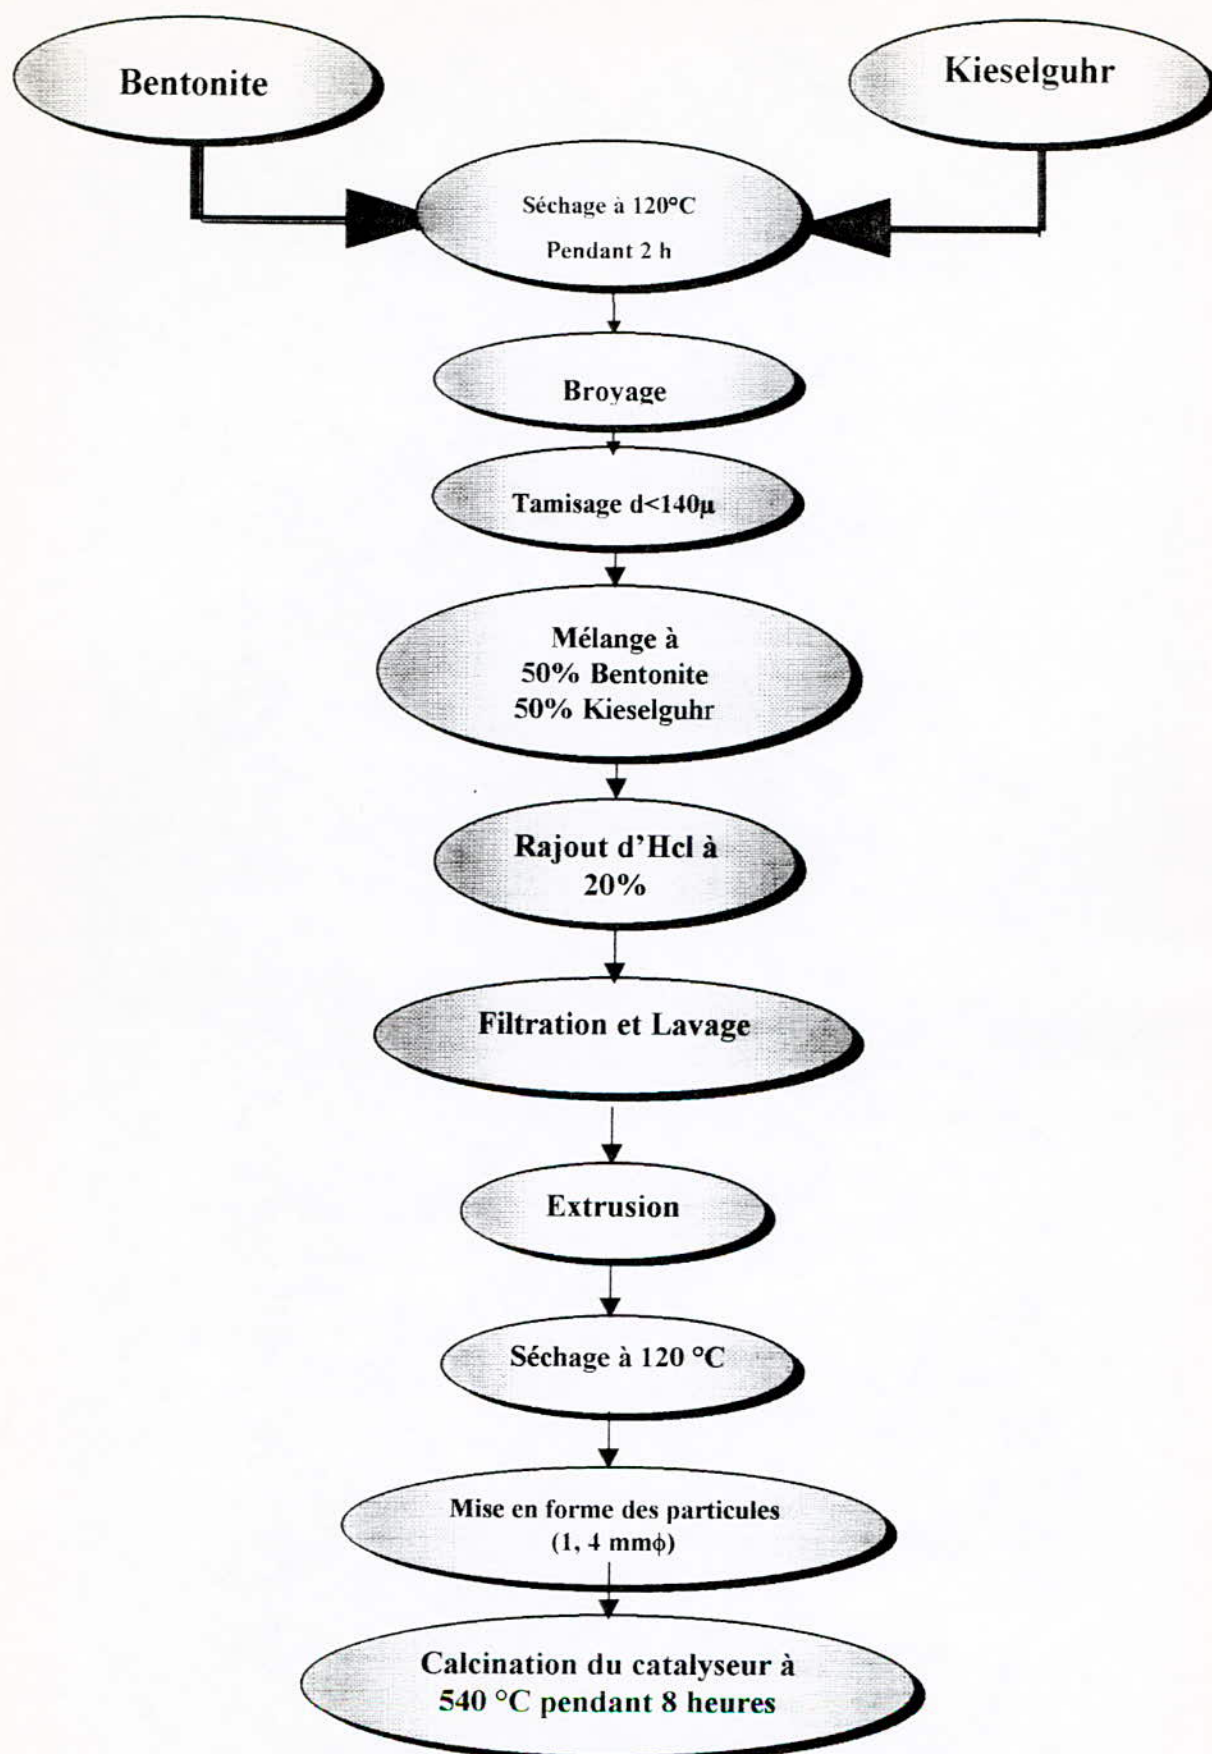 Bentonite
Kieselguhr
Séchage à 120°C
Pendant 2 h
Broyage
Tamisage d<140µ
Mélange à
50% Bentonite
50% Kieselguhr
Rajout d'Hcl à
20%
Filtration et Lavage
Extrusion
Séchage à 120 °C
Mise en forme des particules
(1, 4 mmϕ)
Calcination du catalyseur à
540 °C pendant 8 heures